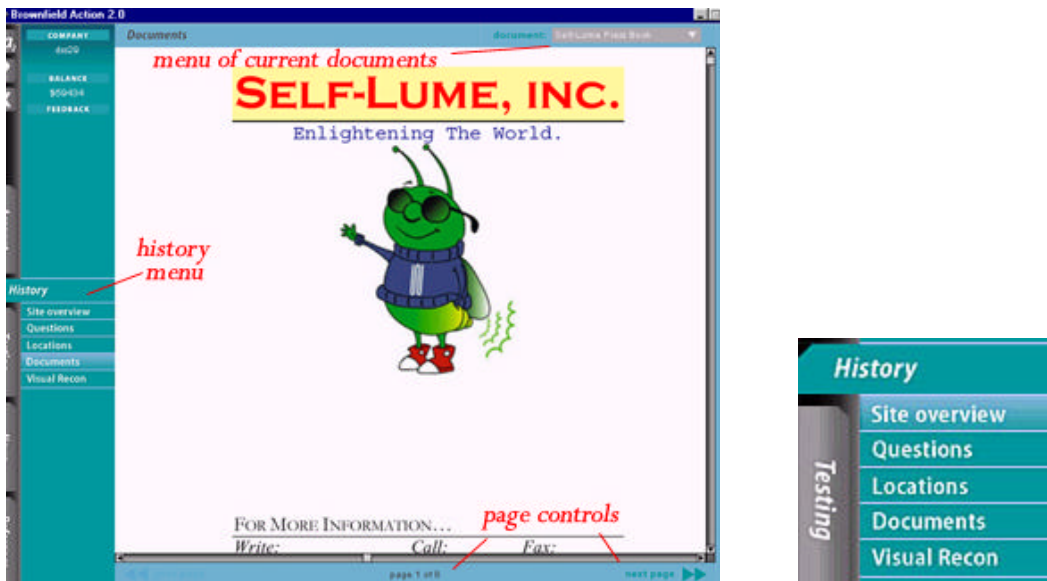 Brownfield Action 2.0
COMPANY
BALANCE
$59434
FEEDBACK
Documents
document:
menu of current documents
SELF-LUME, INC.
Enlightening The World.
history
menu
History
Site overview
Questions
Locations
Documents
Visual Recon
FOR MORE INFORMATION...
Write: Call: Fax:
page controls
next page
History
Testing
Site overview
Questions
Locations
Documents
Visual Recon